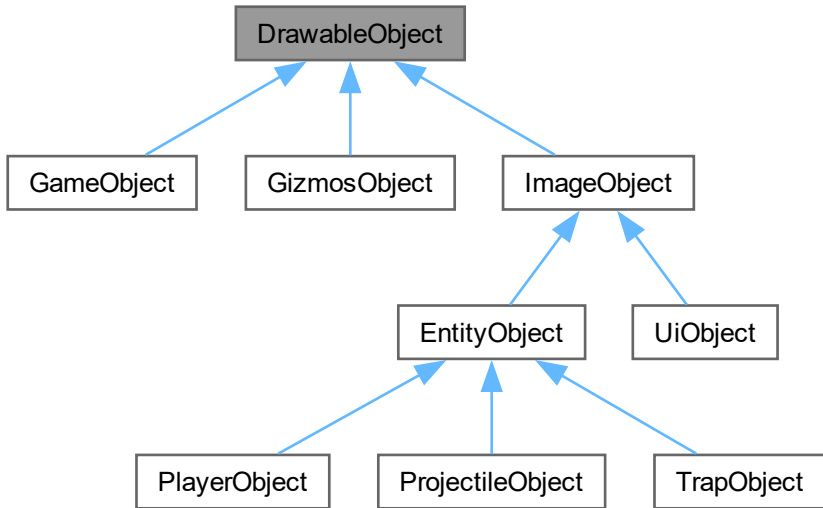 DrawableObject
GameObject
GizmosObject
ImageObject
EntityObject
UiObject
PlayerObject
ProjectileObject
TrapObject